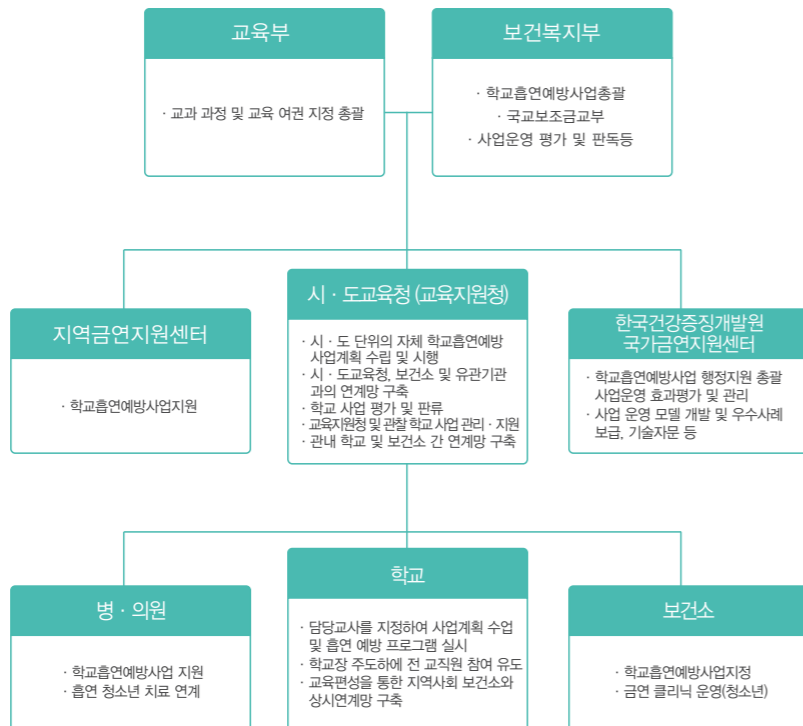 교육부
· 교과 과정 및 교육 여권 지정 총괄
보건복지부
· 학교흡연예방사업총괄
· 국교보조금교부
· 사업운영 평가 및 판독등
지역금연지원센터
· 학교흡연예방사업지원
시 · 도교육청 (교육지원청)
· 시 · 도 단위의 자체 학교흡연예방
사업계획 수립 및 시행
· 시 · 도교육청, 보건소 및 유관기관
과의 연계망 구축
· 학교 사업 평가 및 판류
· 교육지원청 및 관찰 학교 사업 관리 · 지원
· 관내 학교 및 보건소 간 연계망 구축
한국건강증징개발원
국가금연지원센터
· 학교흡연예방사업 행정지원 총괄
사업운영 효과평가 및 관리
· 사업 운영 모델 개발 및 우수사례
보급, 기술자문 등
병 · 의원
· 학교흡연예방사업 지원
· 흡연 청소년 치료 연계
학교
· 담당교사를 지정하여 사업계획 수업
및 흡연 예방 프로그램 실시
· 학교장 주도하에 전 교직원 참여 유도
· 교육편성을 통한 지역사회 보건소와
상시연계망 구축
보건소
· 학교흡연예방사업지정
· 금연 클리닉 운영(청소년)